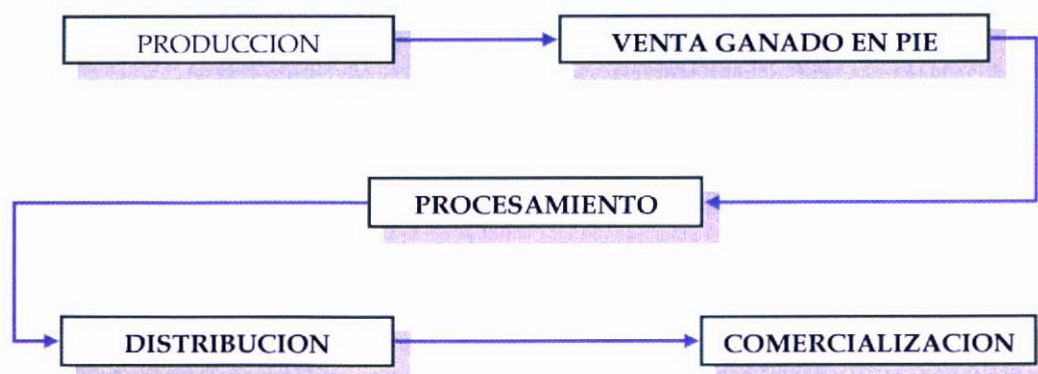 PRODUCCION
VENTA GANADO EN PIE
PROCESAMIENTO
DISTRIBUCION
COMERCIALIZACION